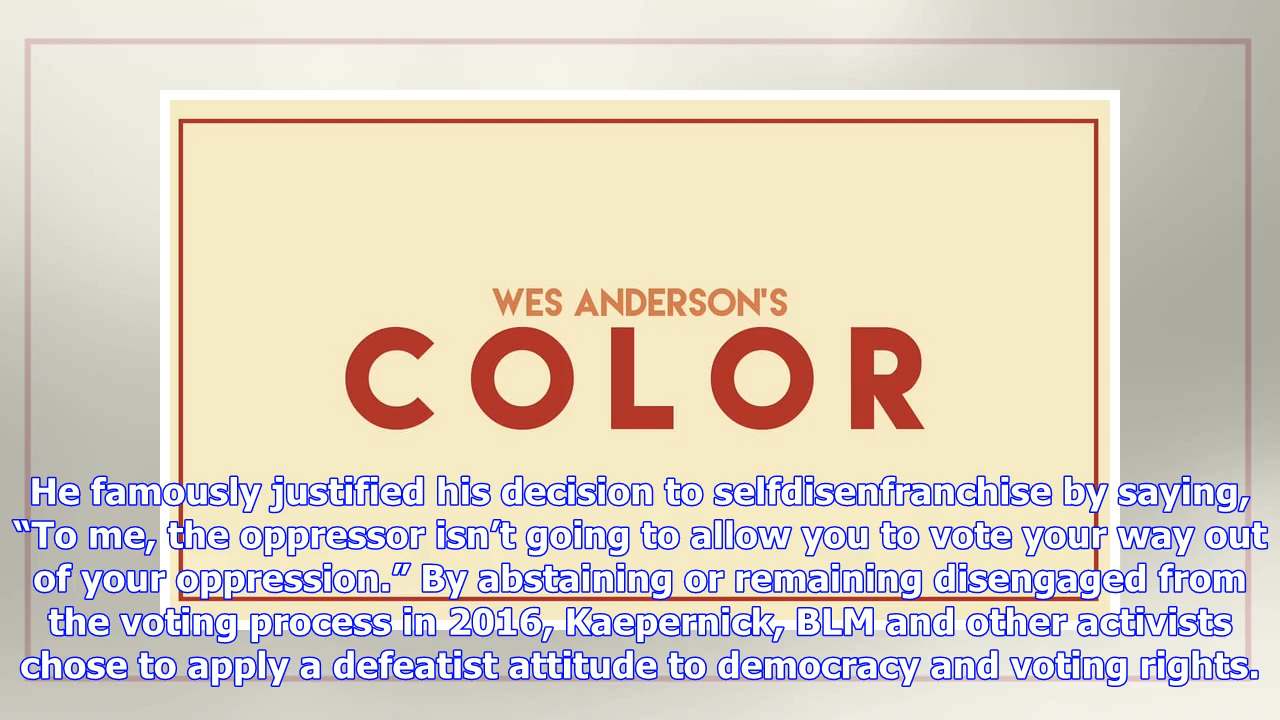 WES ANDERSON'S
COLOR
He famously justified his decision to selfdisenfranchise by saying,
“To me, the oppressor isn’t going to allow you to vote your way out
of your oppression.” By abstaining or remaining disengaged from
the voting process in 2016, Kaepernick, BLM and other activists
chose to apply a defeatist attitude to democracy and voting rights.